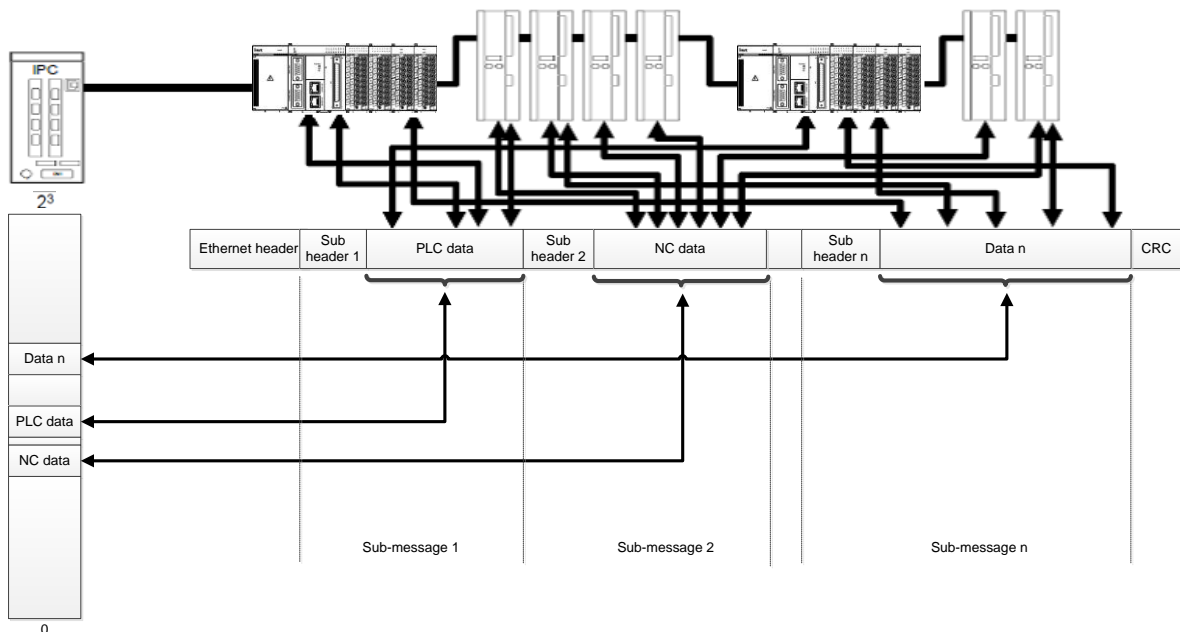 IPC
2³
Ethernet header
Sub header 1
PLC data
Sub header 2
NC data
Sub header n
Data n
CRC
Data n
PLC data
NC data
Sub-message 1
Sub-message 2
Sub-message n
0